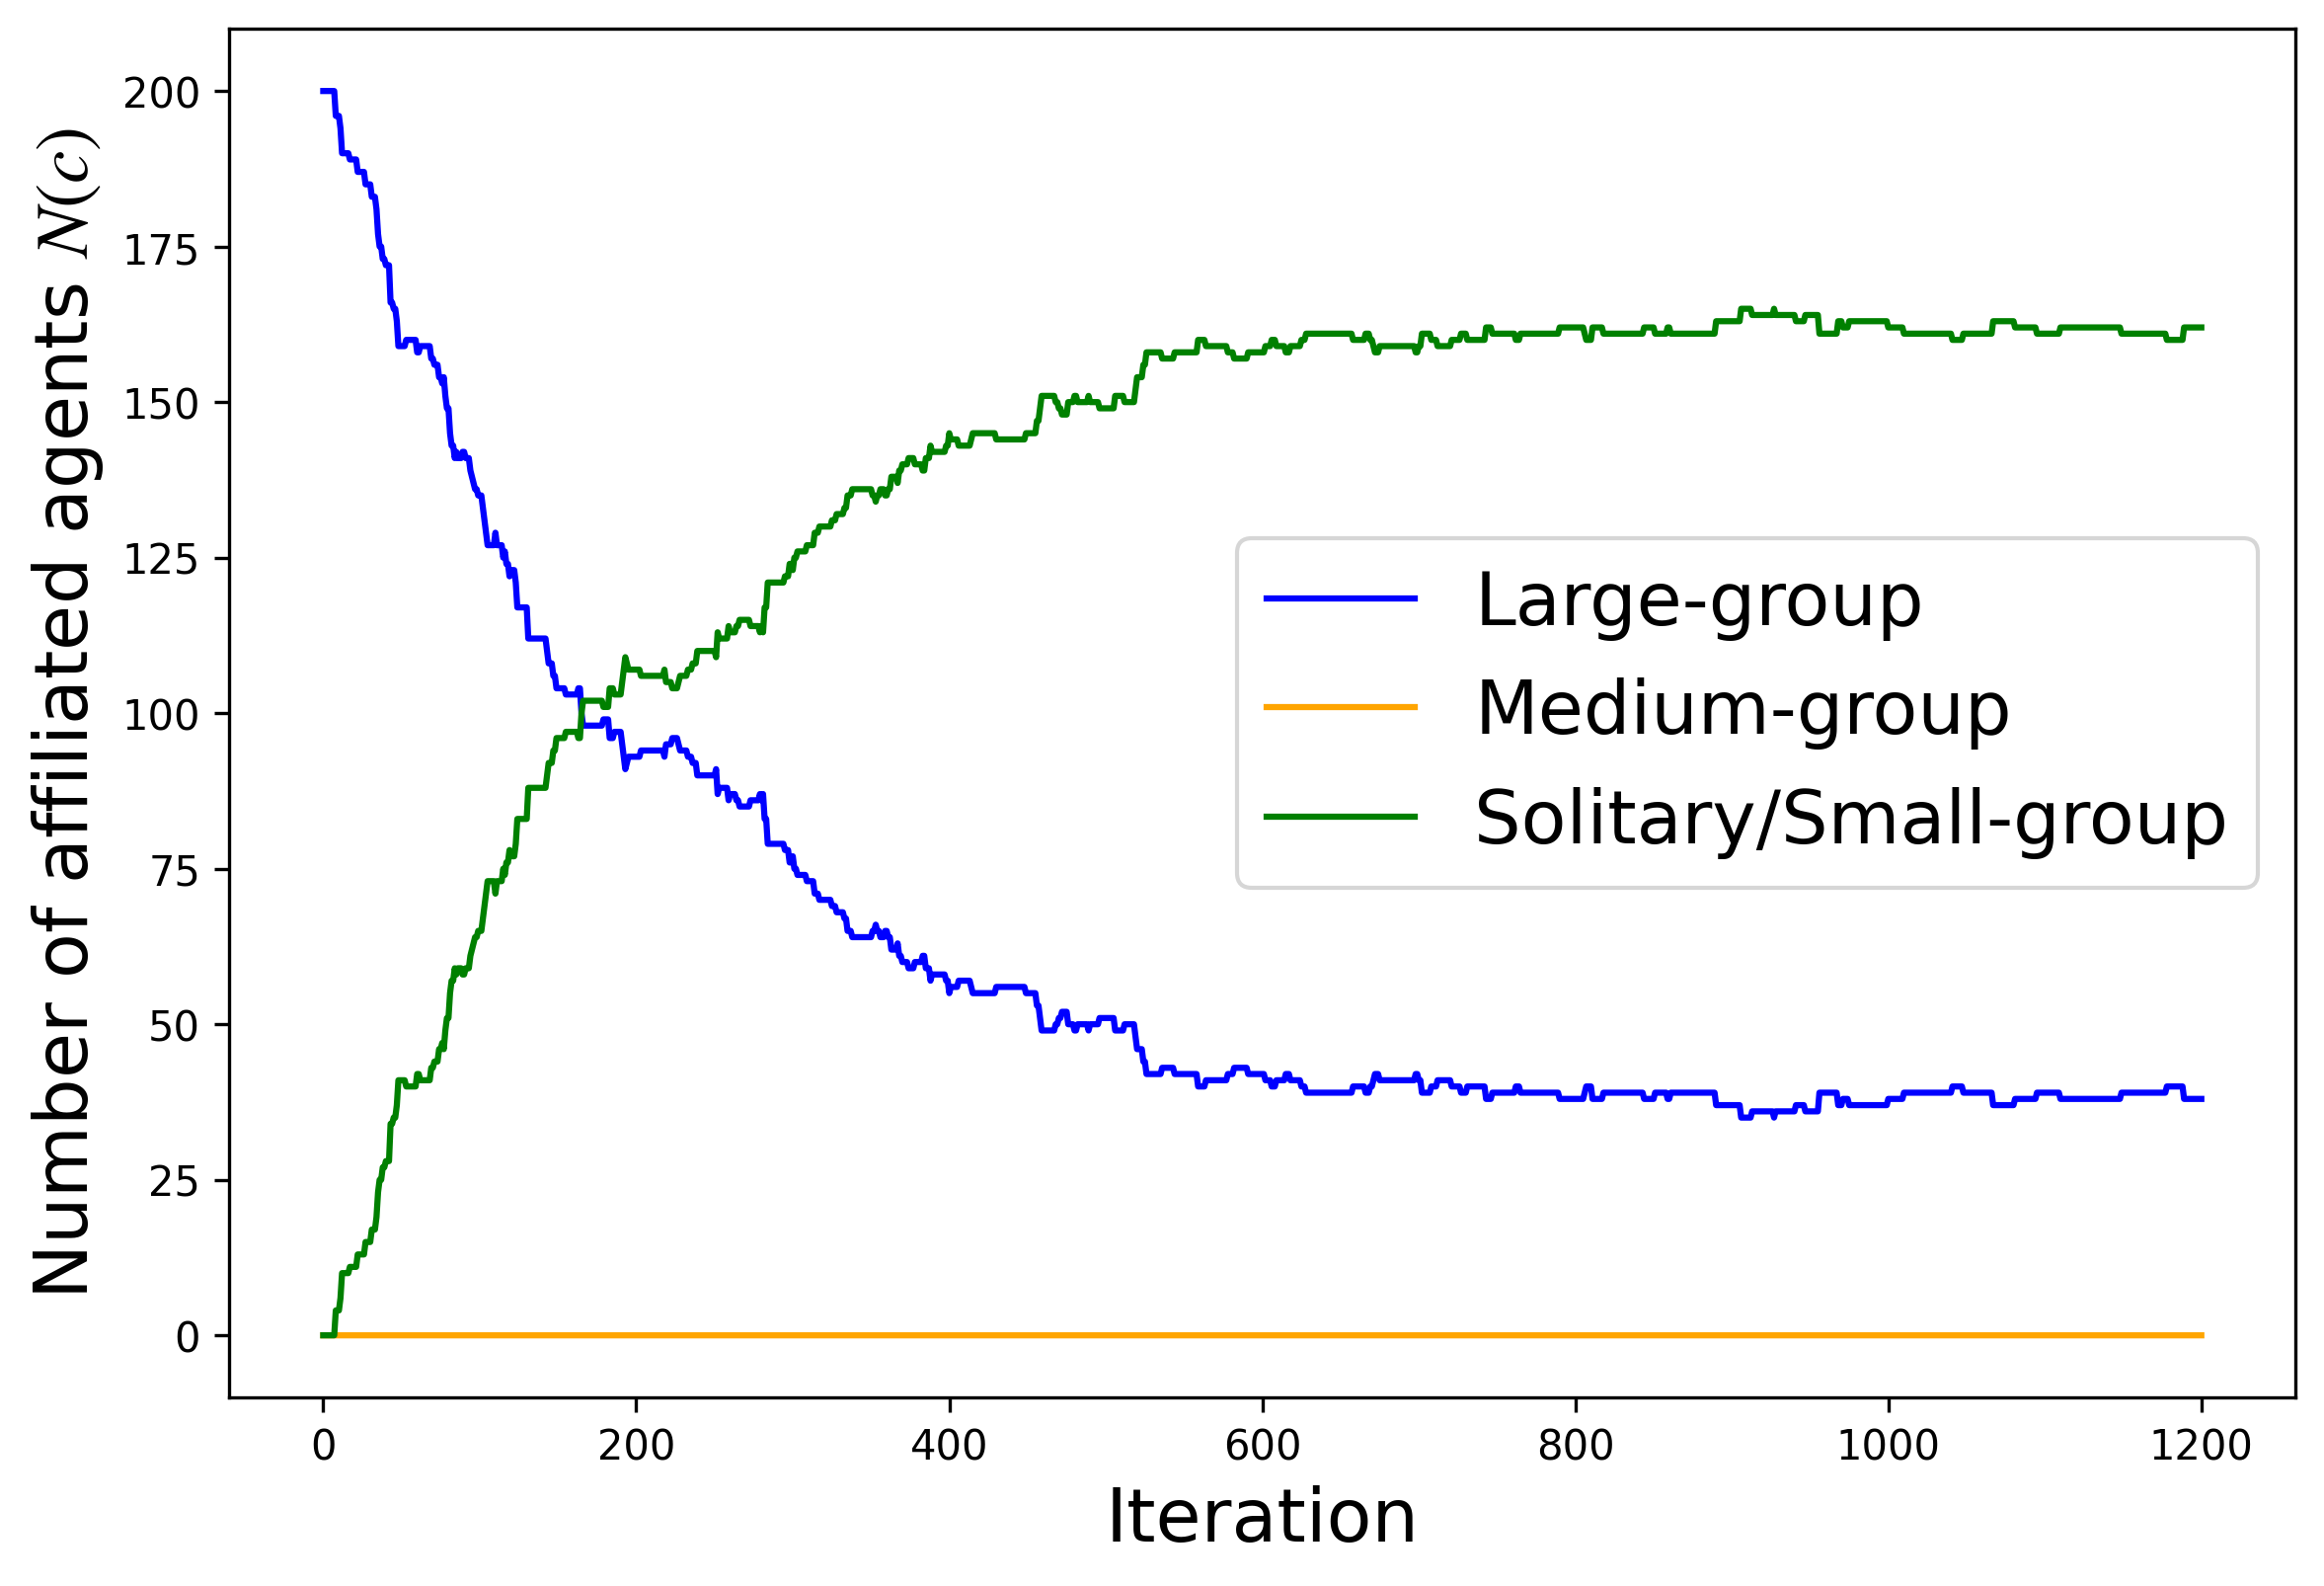 Number of affiliated agents N(c)
200
175
150
125
100
75
50
25
0
0 200 400 600 800 1000 1200
Iteration
Large-group
Medium-group
Solitary/Small-group